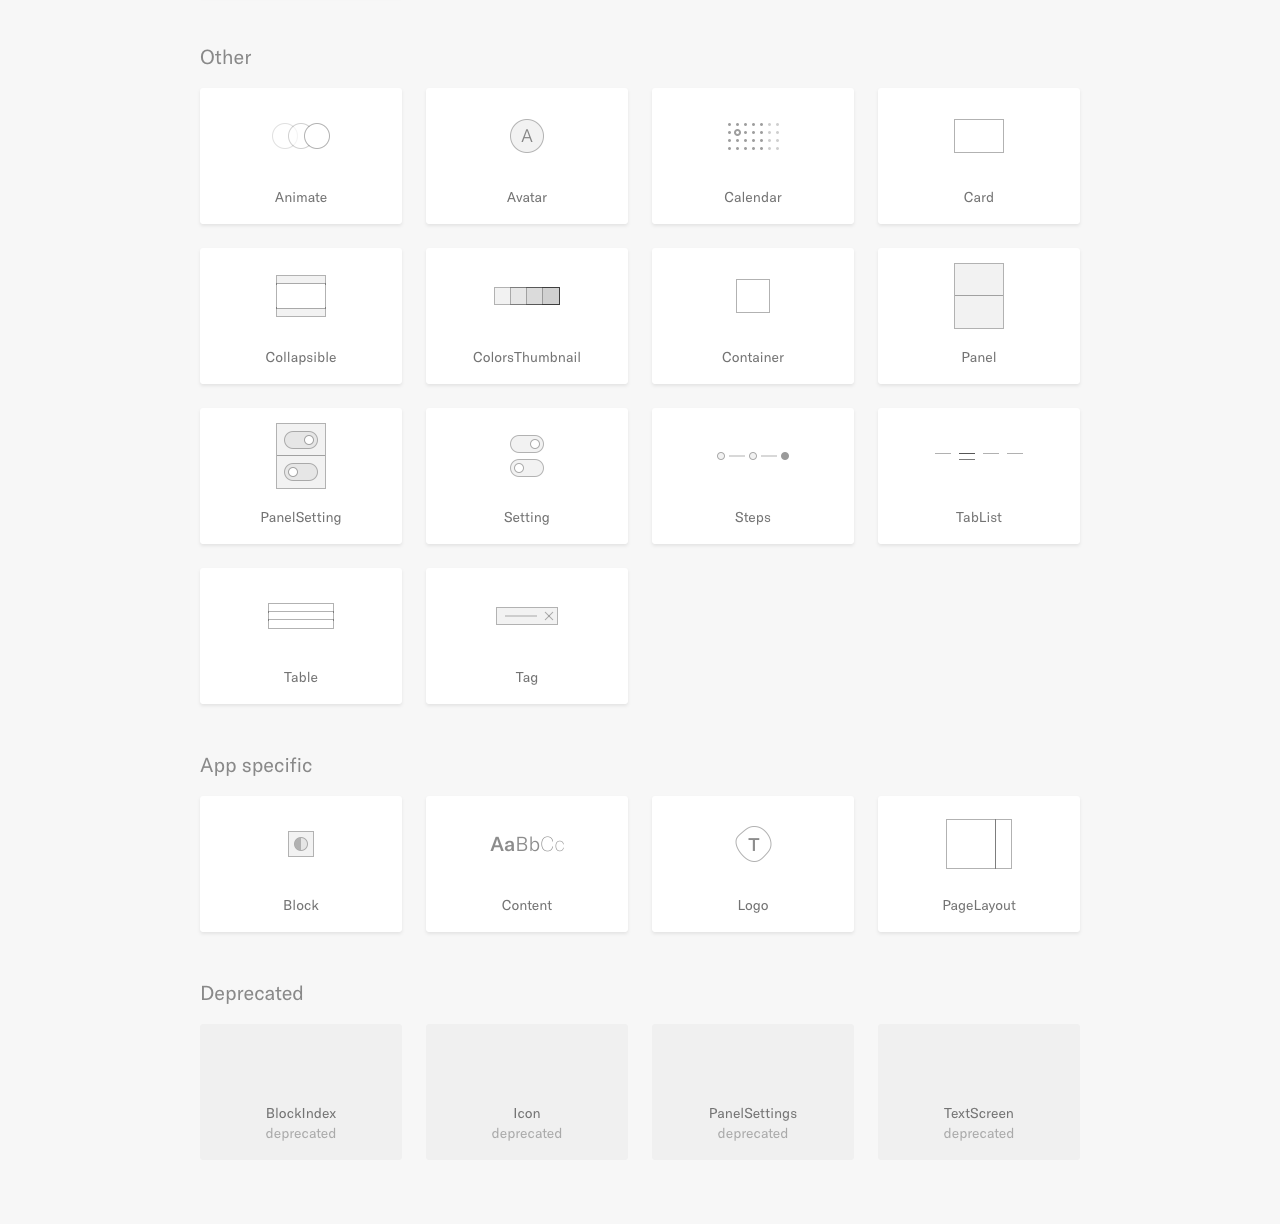 Other
A
Animate
Avatar
Calendar
Card
Collapsible
ColorsThumbnail
Container
Panel
PanelSetting
Setting
Steps
TabList
Table
Tag
App specific
AaBbCc
T
Block
Content
Logo
PageLayout
Deprecated
BlockIndex
Icon
PanelSettings
TextScreen
deprecated
deprecated
deprecated
deprecated